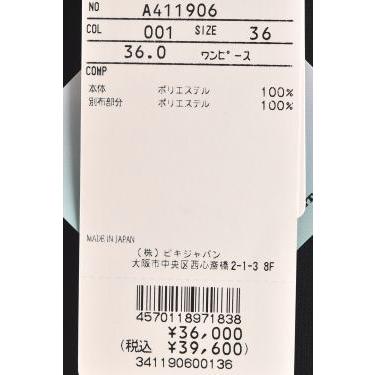 NO A411906
COL 001 SIZE 36
36.0 ワンピース
COMP
本体 ポリエステル 100%
別布部分 ポリエステル 100%
MADE IN JAPAN
(株)ピキジャパン
大阪市中央区西心斎橋2-1-3 8F
4570118971838
¥36,000
(税込 ¥39,600)
341190600136